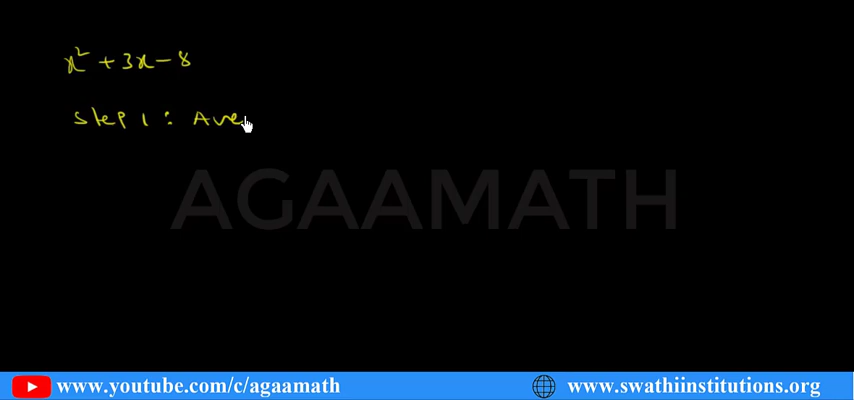 x² + 3x - 8
Step 1 : Ave
AGAAMATH
www.youtube.com/c/agaamath
www.swathiinstitutions.org